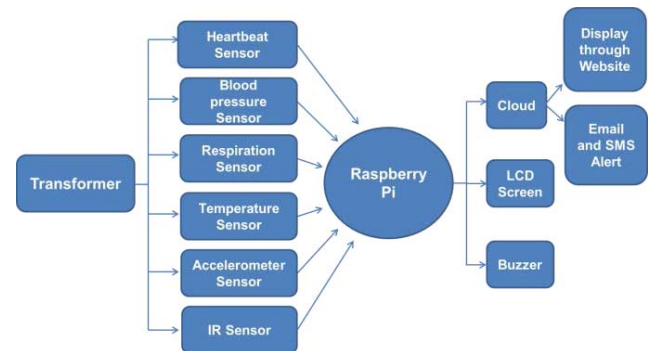 Transformer
Heartbeat
Sensor
Blood
pressure
Sensor
Respiration
Sensor
Temperature
Sensor
Accelerometer
Sensor
IR Sensor
Raspberry
Pi
Cloud
LCD
Screen
Buzzer
Display
through
Website
Email
and SMS
Alert